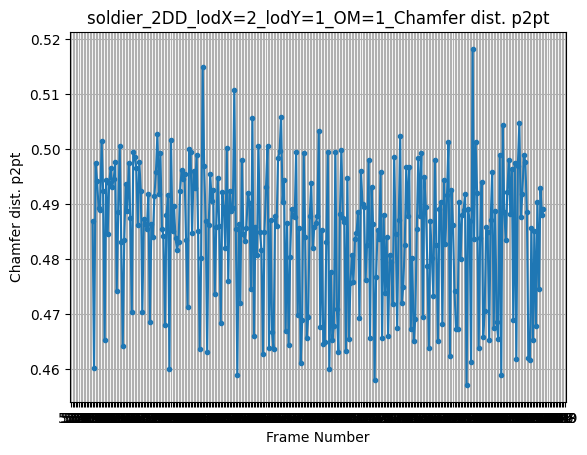 soldier_2DD_lodX=2_lodY=1_OM=1_Chamfer dist. p2pt
0.52
0.51
0.50
0.49
0.48
0.47
0.46
Chamfer dist. p2pt
Frame Number